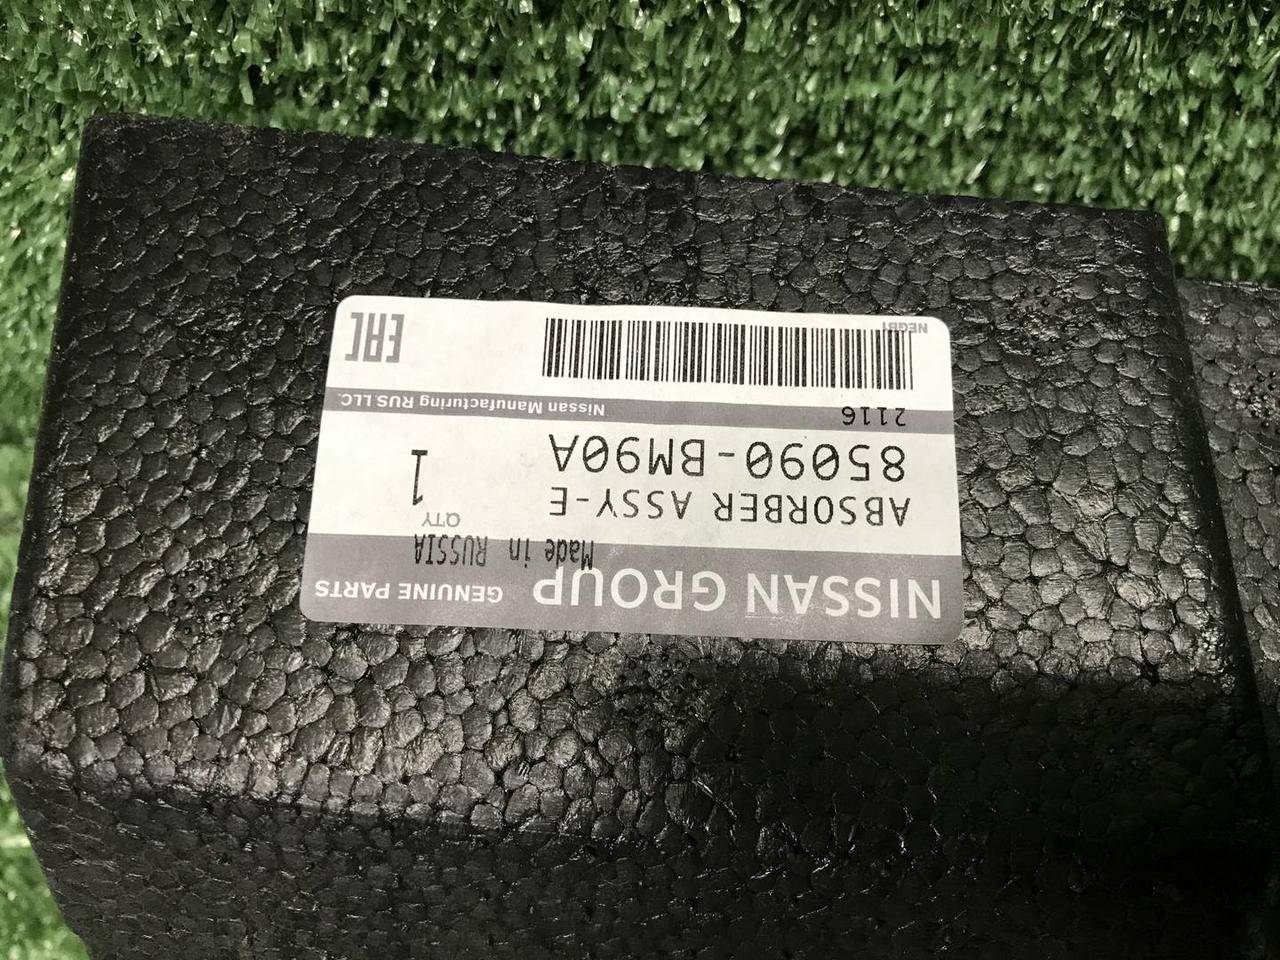 NISSAN GROUP GENUINE PARTS
Made in RUSSIA
ABSORBER ASSY-E QTY
85090-BM90A 1
2116
Nissan Manufacturing RUS.LLC.
NEGB1
EAC